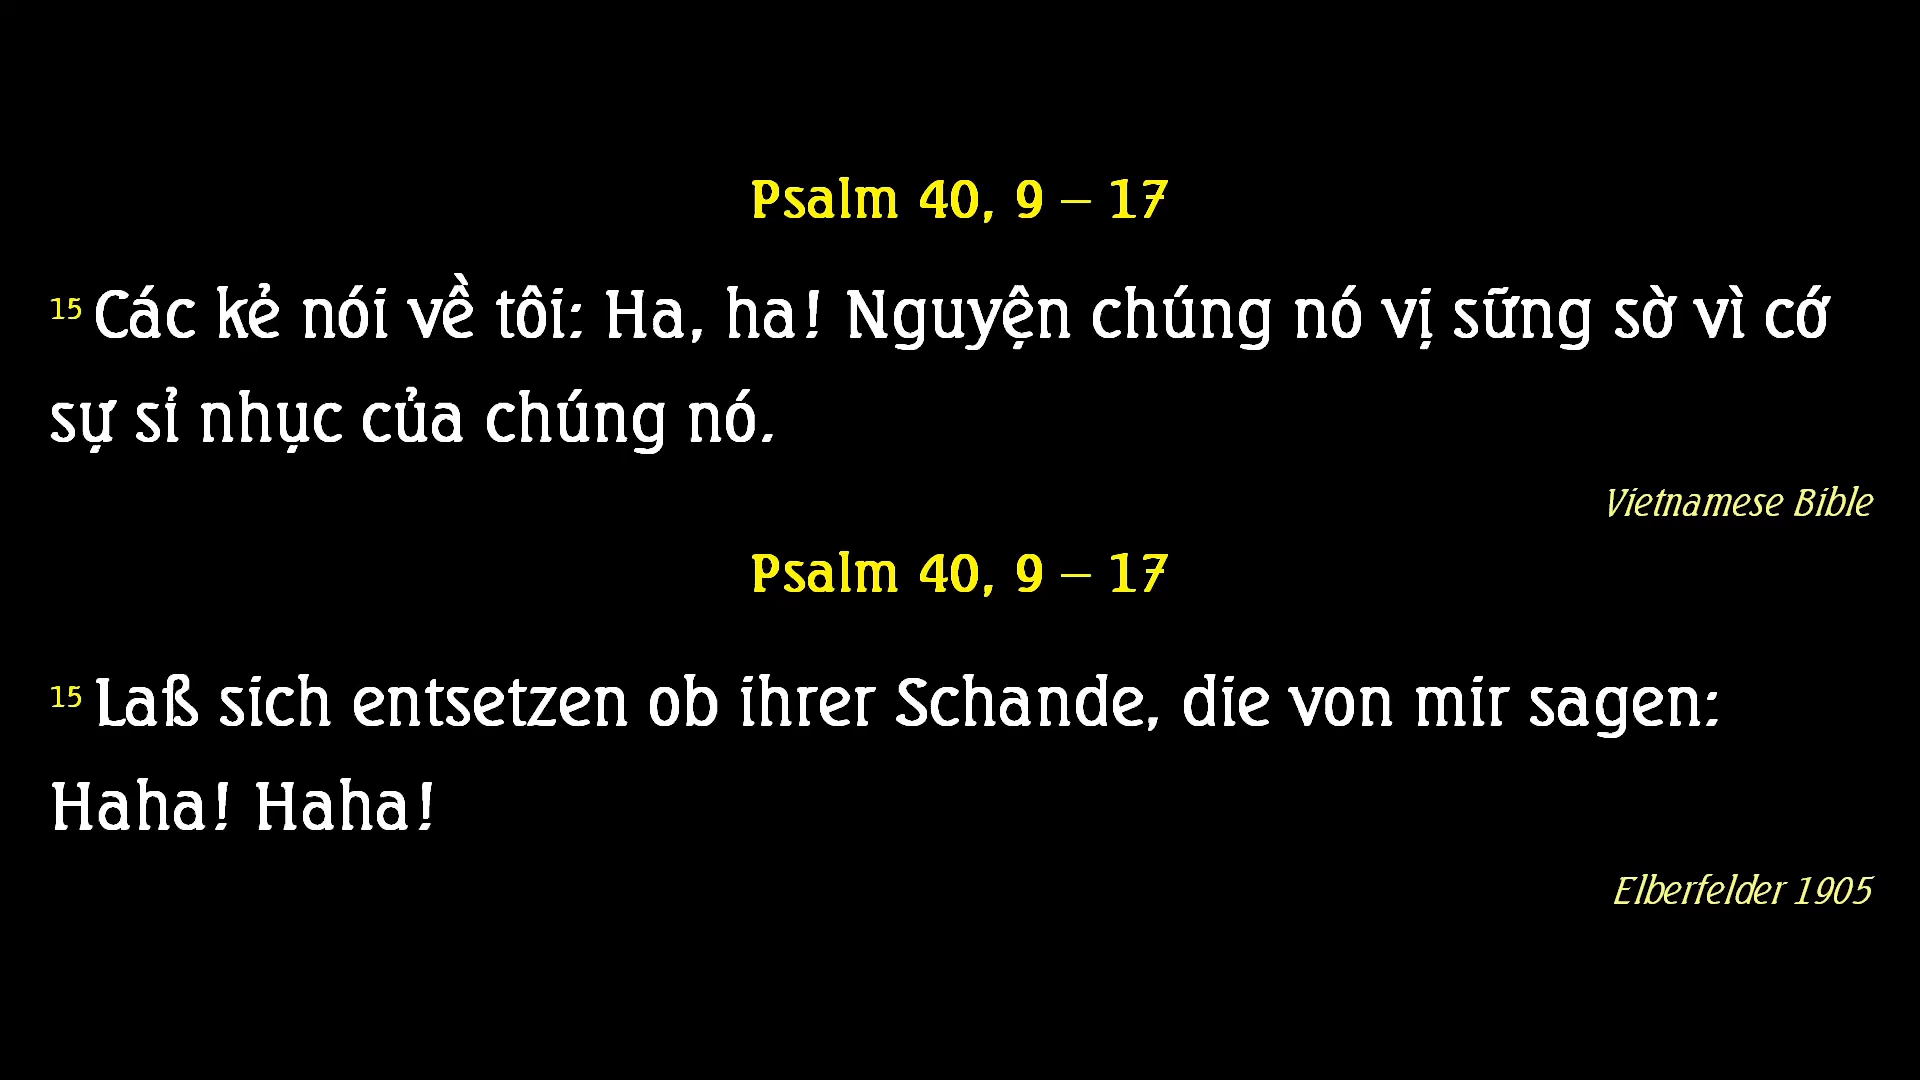 Psalm 40, 9 – 17
15 Các kẻ nói về tôi: Ha, ha! Nguyện chúng nó vị sững sờ vì cớ
sự sỉ nhục của chúng nó.
Vietnamese Bible
Psalm 40, 9 – 17
15 Laß sich entsetzen ob ihrer Schande, die von mir sagen:
Haha! Haha!
Elberfelder 1905